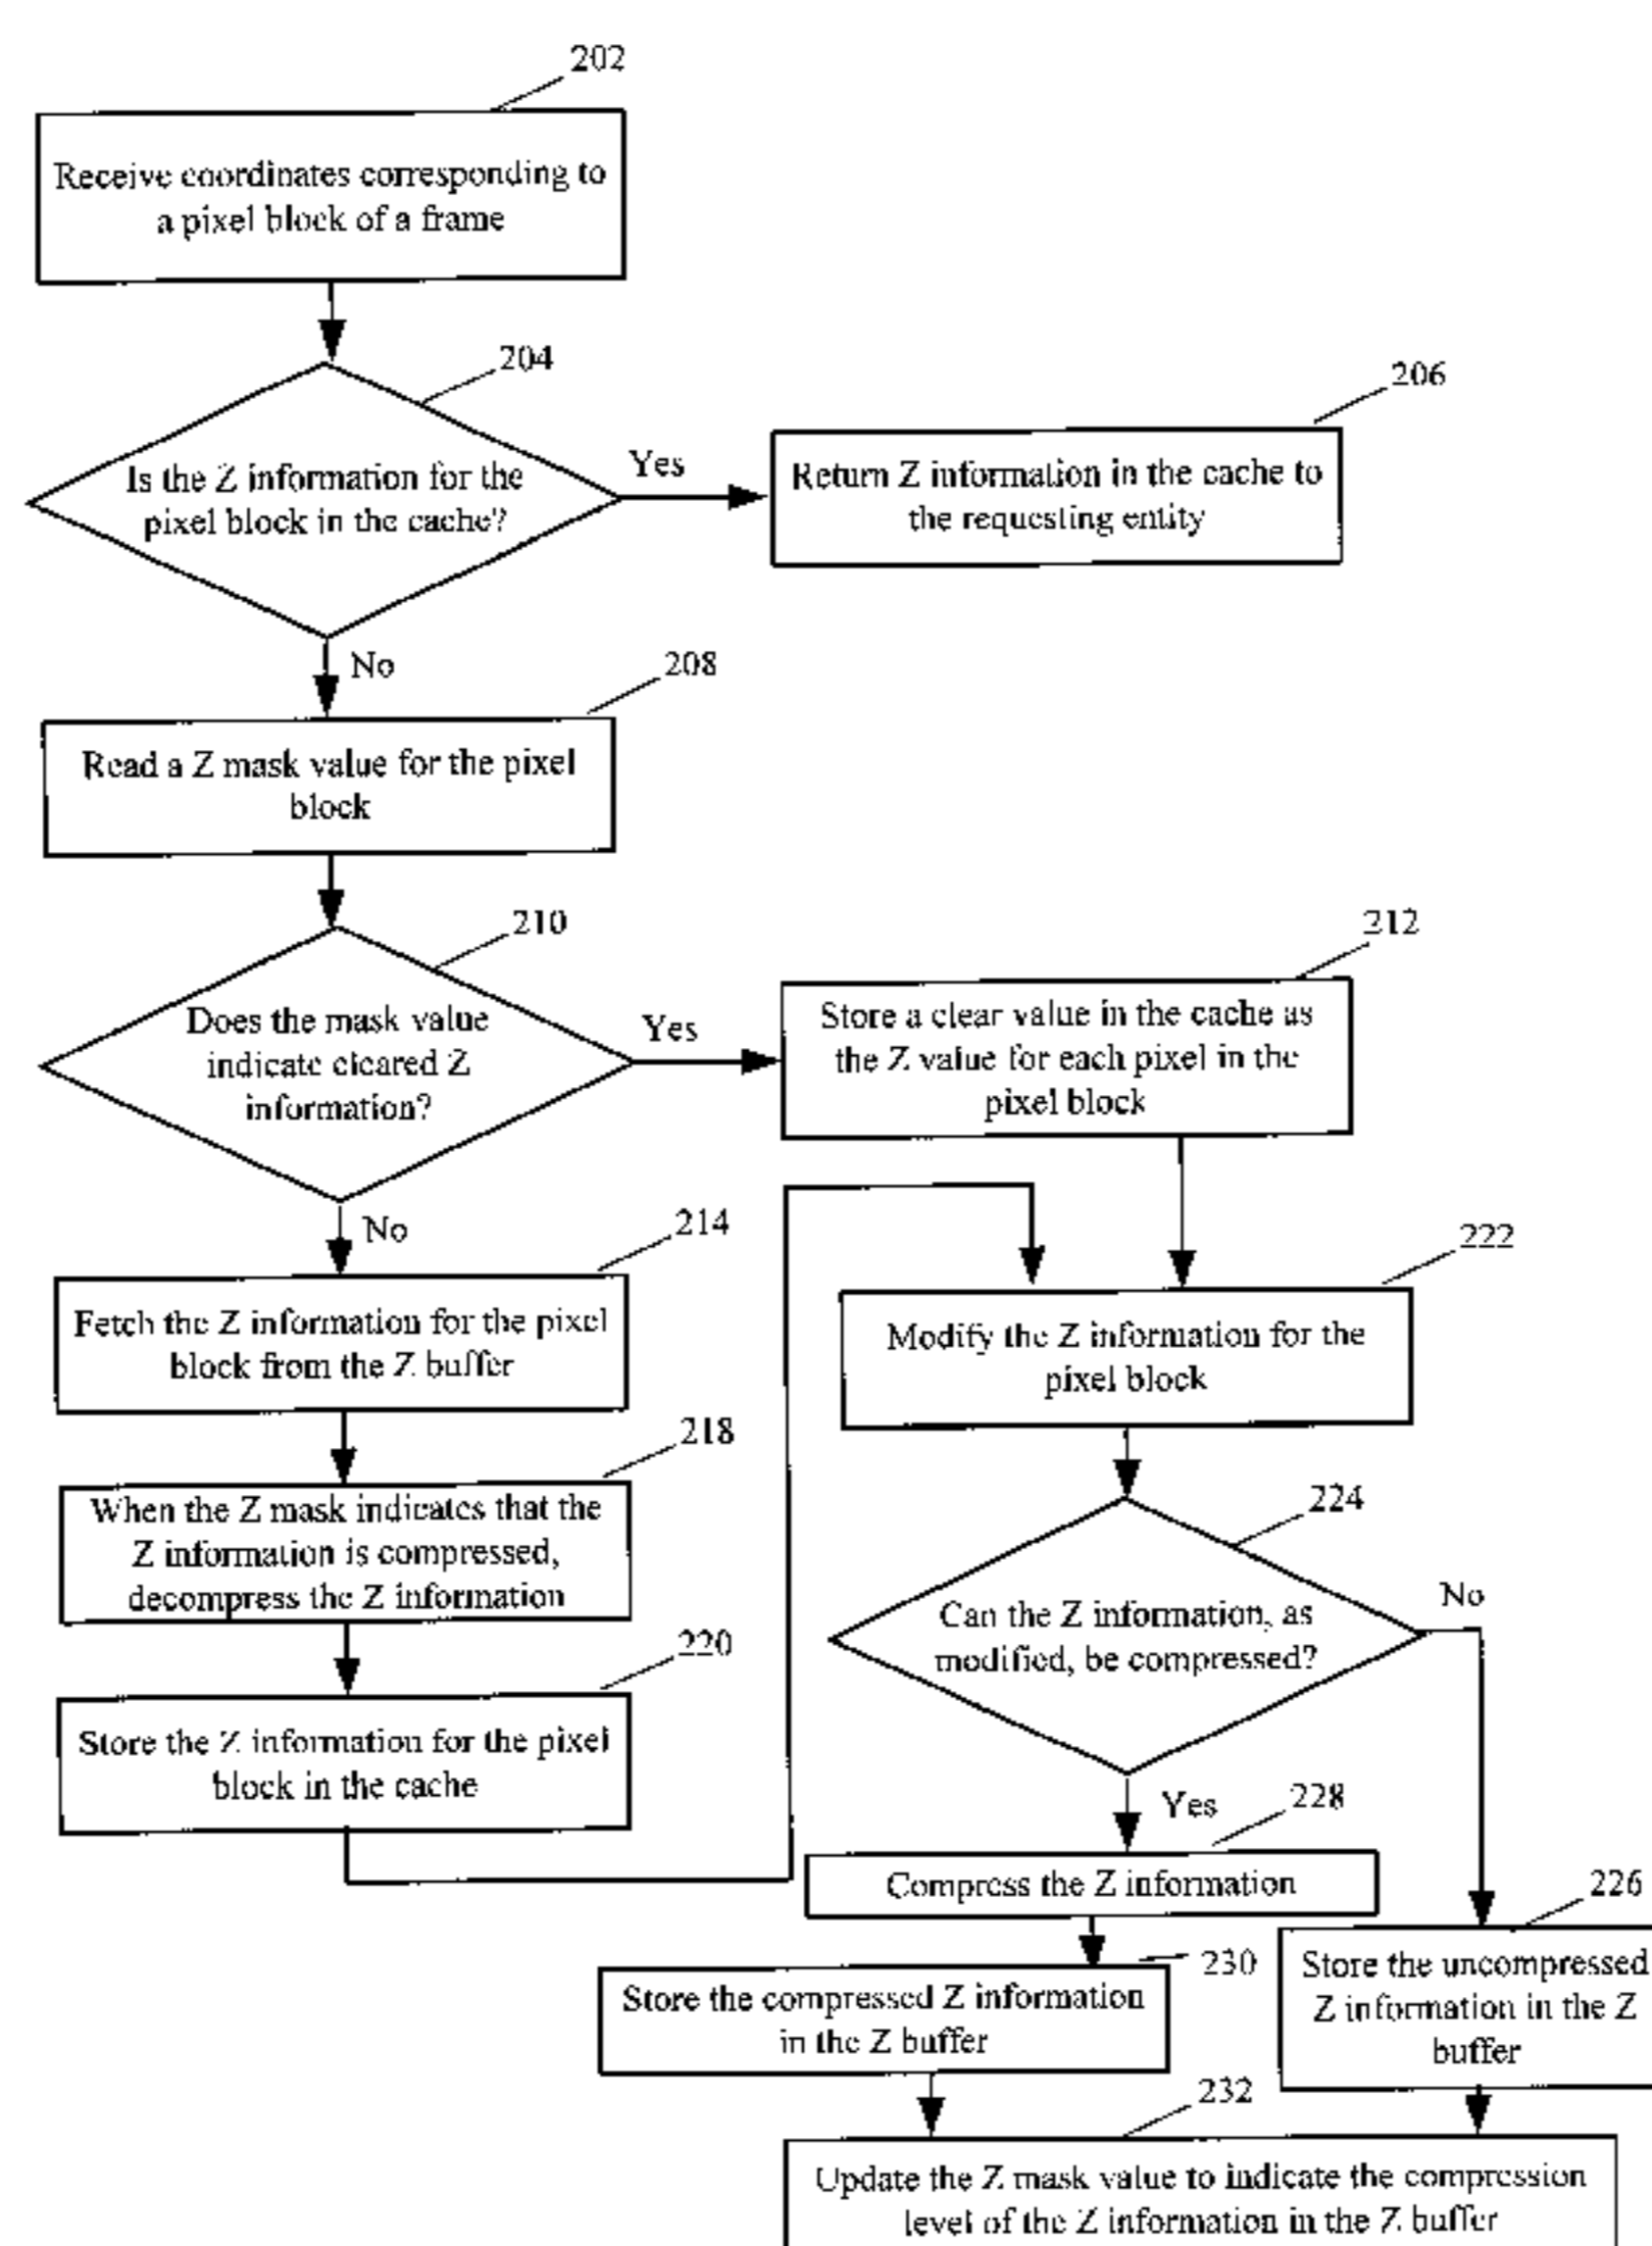 202
Receive coordinates corresponding to
a pixel block of a frame
204
Is the Z information for the
pixel block in the cache?
Yes
206
Return Z information in the cache to
the requesting entity
No
208
Read a Z mask value for the pixel
block
210
Does the mask value
indicate cleared Z
information?
Yes
212
Store a clear value in the cache as
the Z value for each pixel in the
pixel block
No
214
Fetch the Z information for the pixel
block from the Z buffer
218
When the Z mask indicates that the
Z information is compressed,
decompress the Z information
220
Store the Z information for the pixel
block in the cache
222
Modify the Z information for the
pixel block
224
Can the Z information, as
modified, be compressed?
No
Yes
228
Compress the Z information
226
Store the uncompressed
Z information in the Z
buffer
230
Store the compressed Z information
in the Z buffer
232
Update the Z mask value to indicate the compression
level of the Z information in the Z buffer